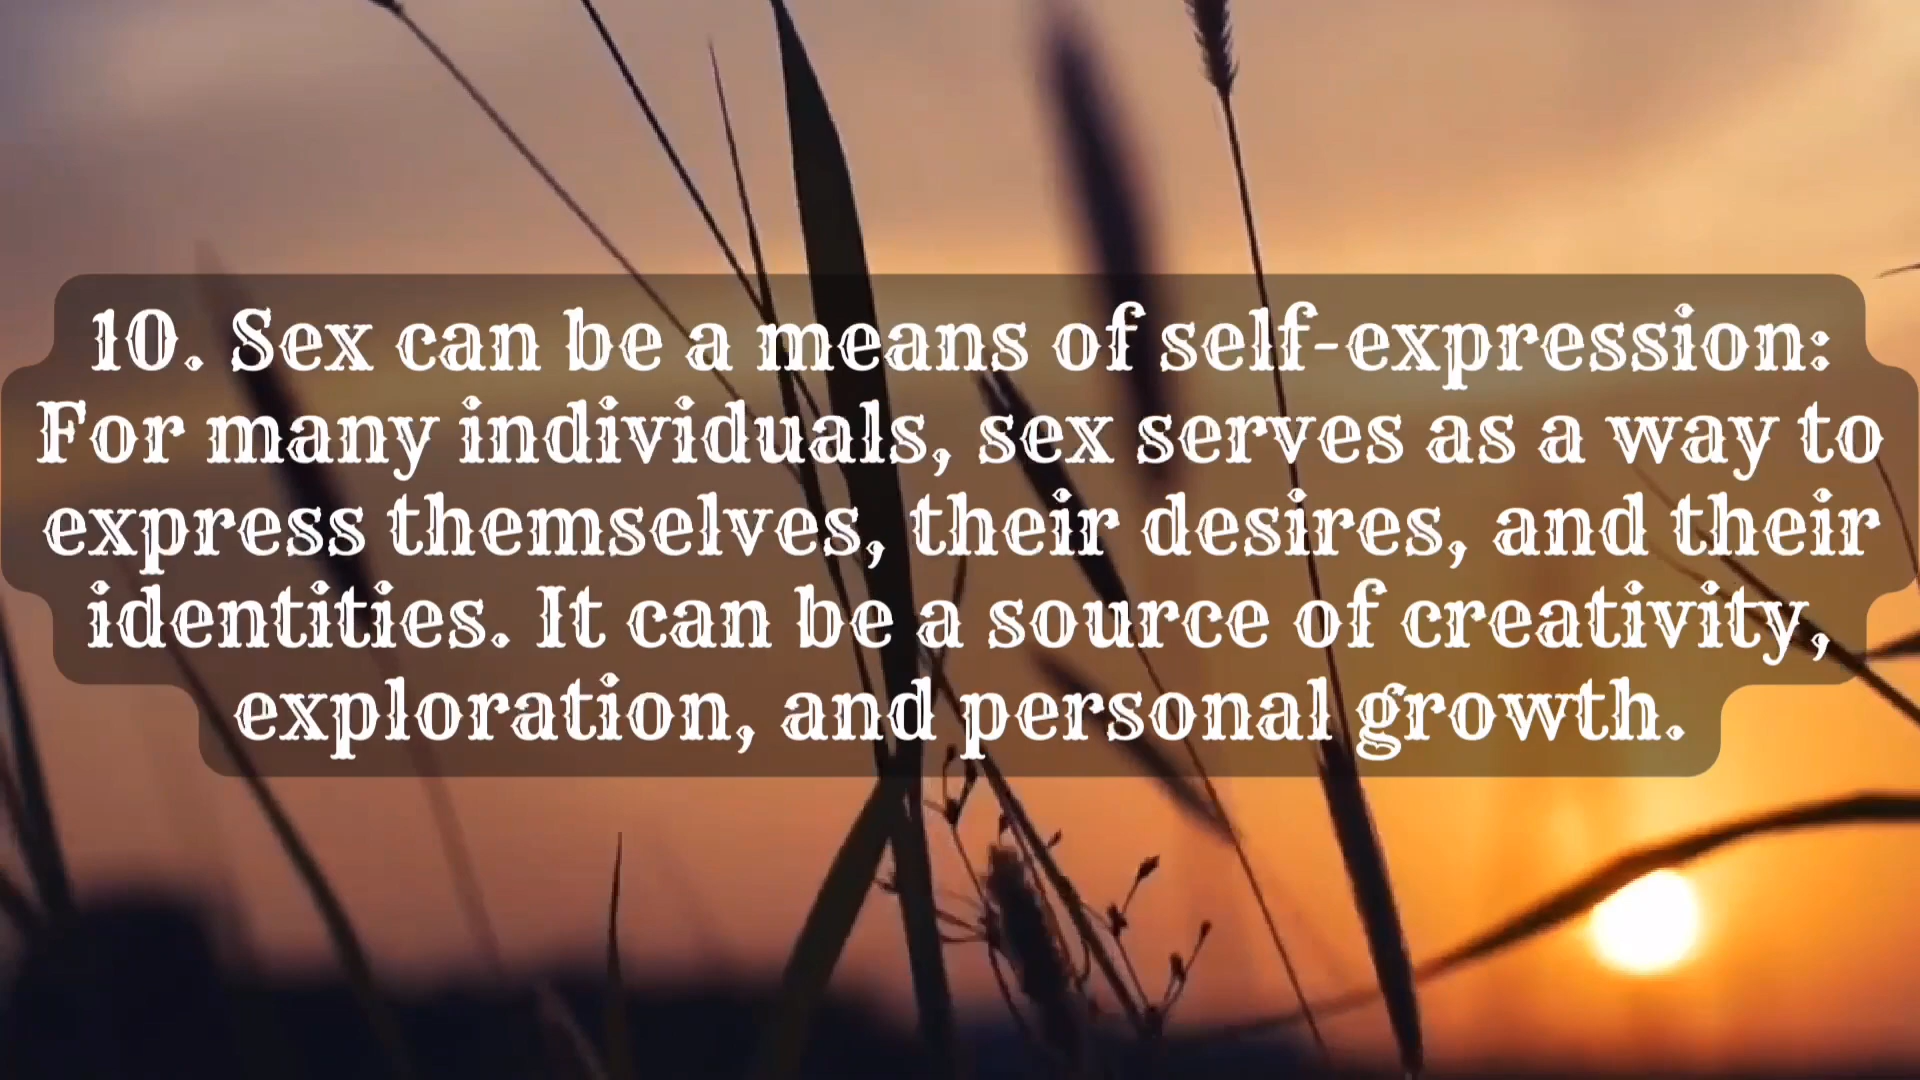 10. Sex can be a means of self-expression:
For many individuals, sex serves as a way to
express themselves, their desires, and their
identities. It can be a source of creativity,
exploration, and personal growth.